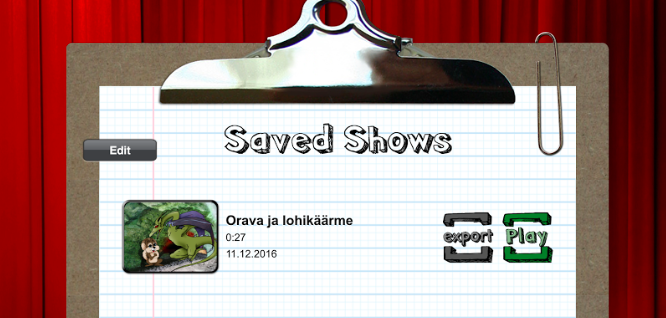 Saved Shows
Edit
Orava ja lohikäärme
0:27
11.12.2016
export
Play